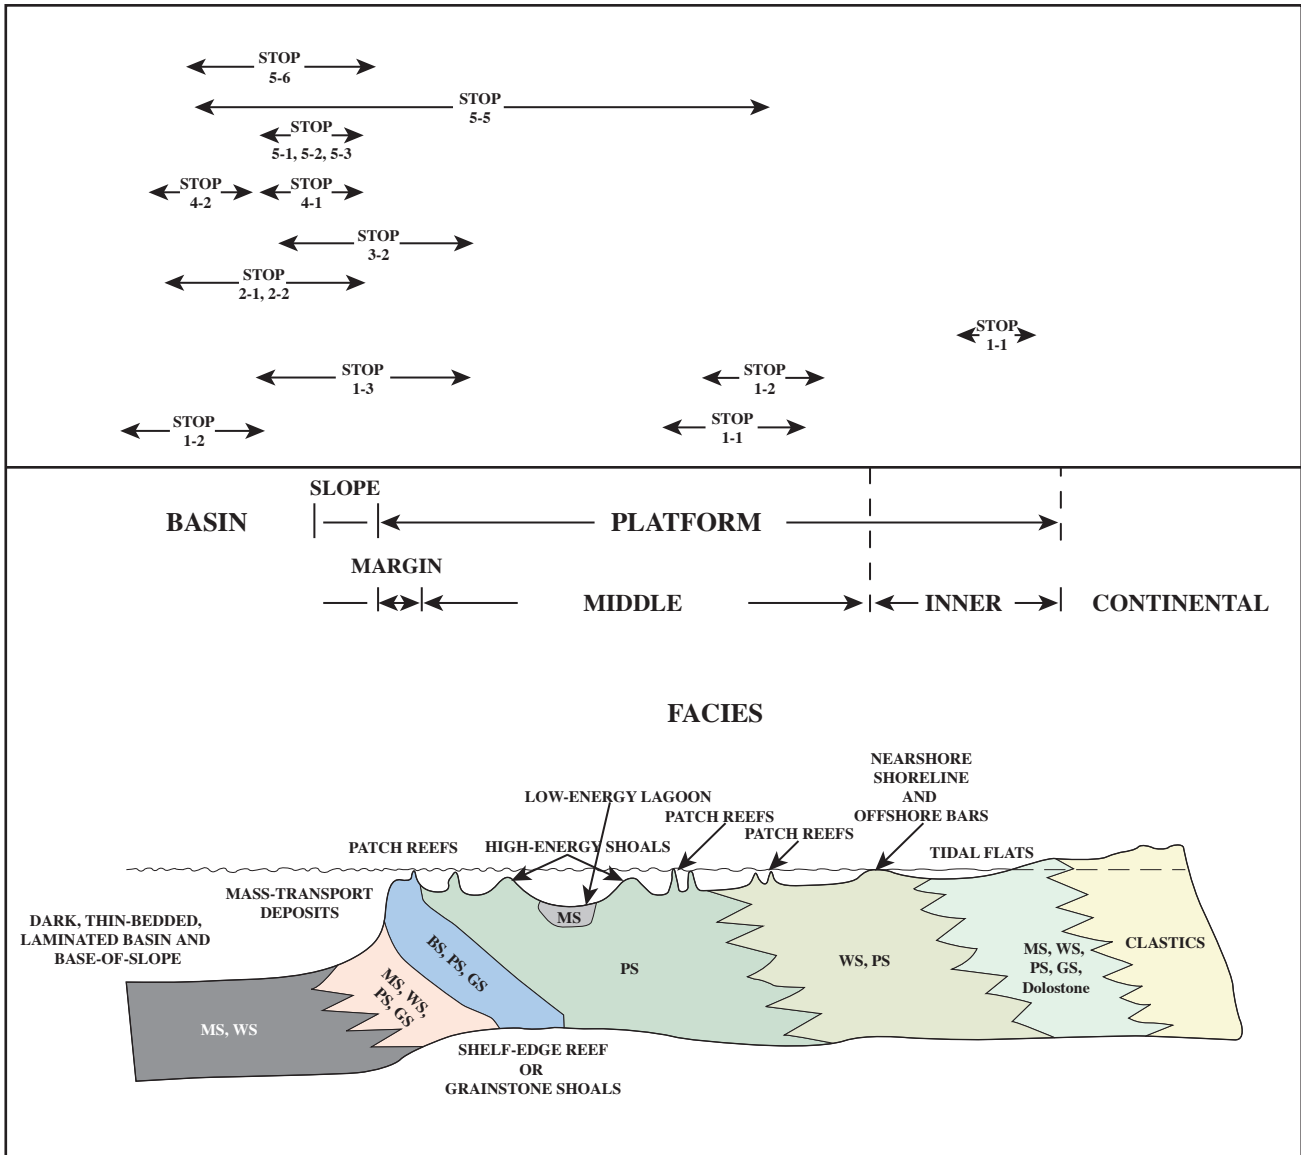 STOP
5-6
STOP
5-5
STOP
5-1, 5-2, 5-3
STOP
4-2
STOP
4-1
STOP
3-2
STOP
2-1, 2-2
STOP
1-1
STOP
1-3
STOP
1-2
STOP
1-2
STOP
1-1
SLOPE
BASIN
PLATFORM
MARGIN
MIDDLE
INNER
CONTINENTAL
FACIES
NEARSHORE
SHORELINE
AND
OFFSHORE BARS
LOW-ENERGY LAGOON
PATCH REEFS
PATCH REEFS
PATCH REEFS
HIGH-ENERGY SHOALS
TIDAL FLATS
MASS-TRANSPORT
DEPOSITS
DARK, THIN-BEDDED,
LAMINATED BASIN AND
BASE-OF-SLOPE
MS
BS, PS, GS
MS, WS,
PS, GS
PS
WS, PS
MS, WS,
PS, GS,
Dolostone
CLASTICS
MS, WS
SHELF-EDGE REEF
OR
GRAINSTONE SHOALS